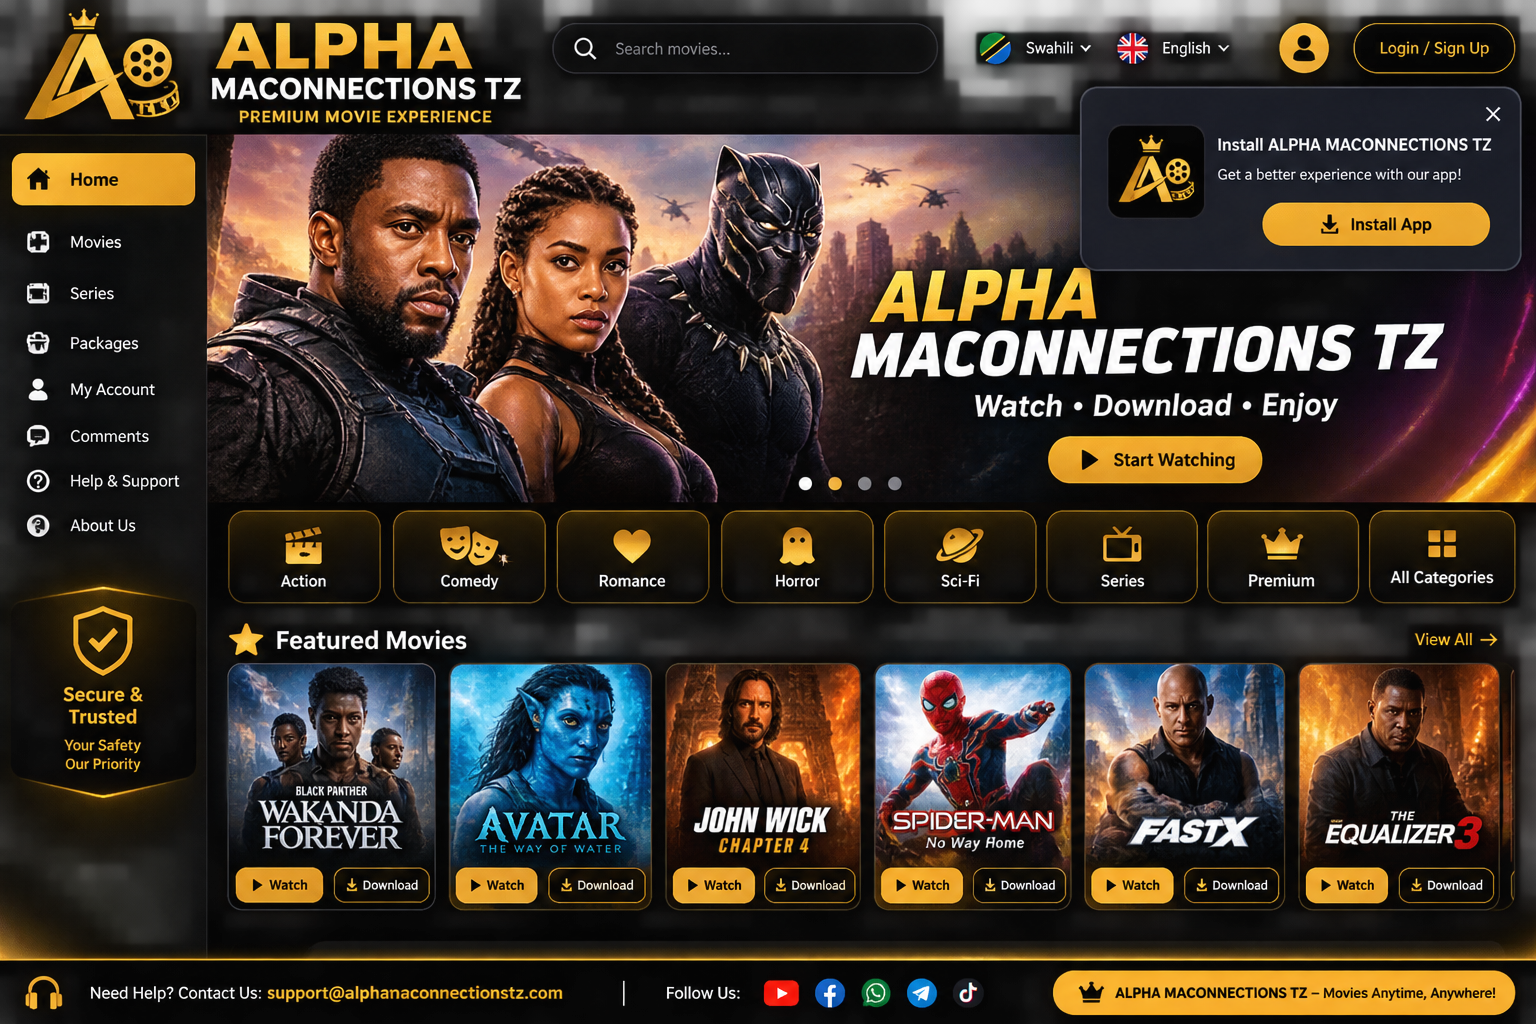 ALPHA
MACONNECTIONS TZ
PREMIUM MOVIE EXPERIENCE
Search movies...
Swahili
English
Login / Sign Up
Install ALPHA MACONNECTIONS TZ
Get a better experience with our app!
Install App
Home
Movies
Series
Packages
My Account
Comments
Help & Support
About Us
Secure &
Trusted
Your Safety
Our Priority
ALPHA
MACONNECTIONS TZ
Watch • Download • Enjoy
Start Watching
Action
Comedy
Romance
Horror
Sci-Fi
Series
Premium
All Categories
Featured Movies
View All →
BLACK PANTHER
WAKANDA
FOREVER
Watch
Download
AVATAR
THE WAY OF WATER
Watch
Download
JOHN WICK
CHAPTER 4
Watch
Download
SPIDER-MAN
No Way Home
Watch
Download
FASTX
Watch
Download
THE
EQUALIZER 3
Watch
Download
Need Help? Contact Us: support@alphanaconnectionstz.com
Follow Us:
ALPHA MACONNECTIONS TZ – Movies Anytime, Anywhere!